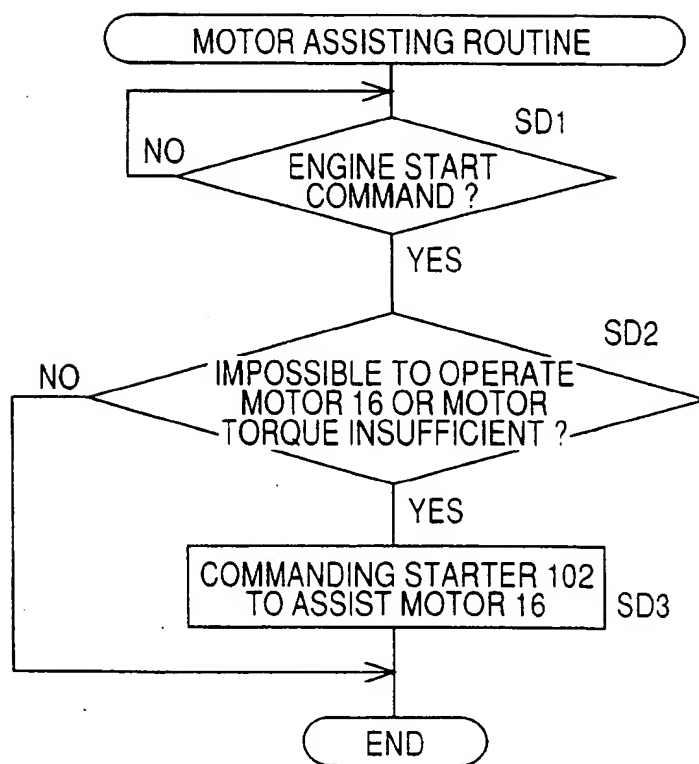 MOTOR ASSISTING ROUTINE
SD1
NO
ENGINE START
COMMAND ?
YES
SD2
NO
IMPOSSIBLE TO OPERATE
MOTOR 16 OR MOTOR
TORQUE INSUFFICIENT ?
YES
COMMANDING STARTER 102
TO ASSIST MOTOR 16
SD3
END